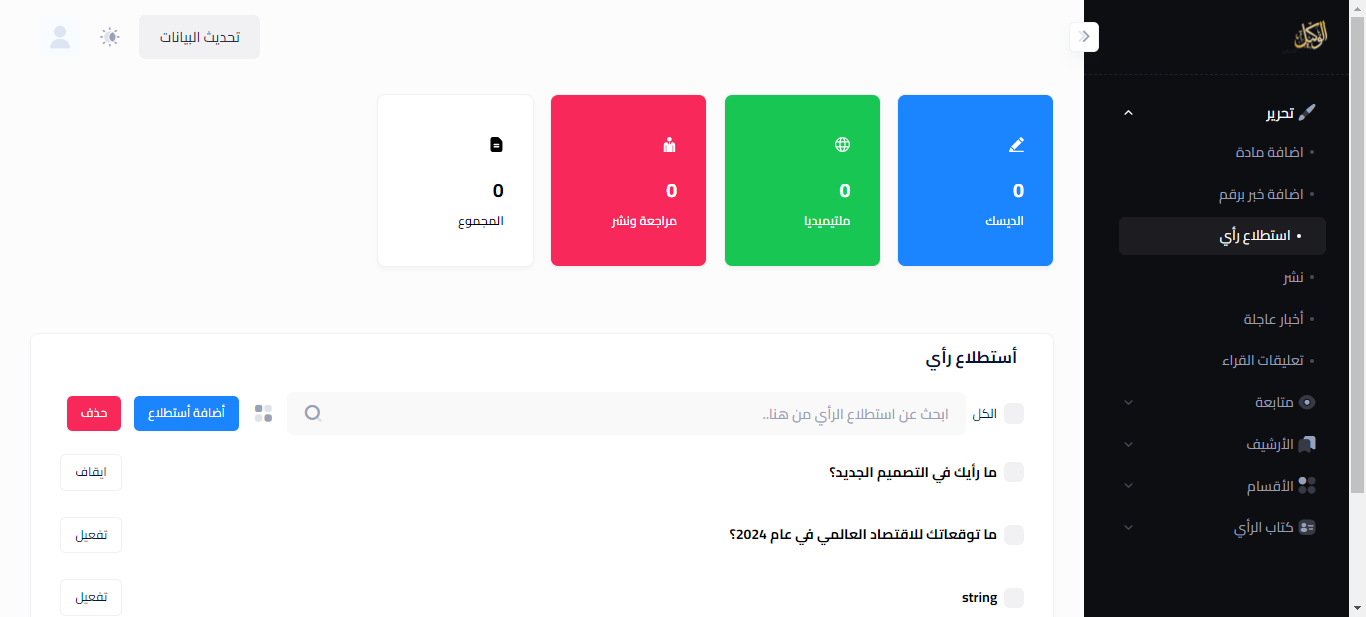 الوكيل
تحديث البيانات
تحرير
اضافة مادة
اضافة خبر برقم
استطلاع رأي
نشر
أخبار عاجلة
تعليقات القراء
متابعة
الأرشيف
الأقسام
كتاب الرأي
0
الديسك
0
ملتيميديا
0
مراجعة ونشر
0
المجموع
أستطلاع رأي
الكل
ابحث عن استطلاع الرأي من هنا..
أضافة أستطلاع
حذف
ما رأيك في التصميم الجديد؟
ايقاف
ما توقعاتك للاقتصاد العالمي في عام 2024؟
تفعيل
string
تفعيل